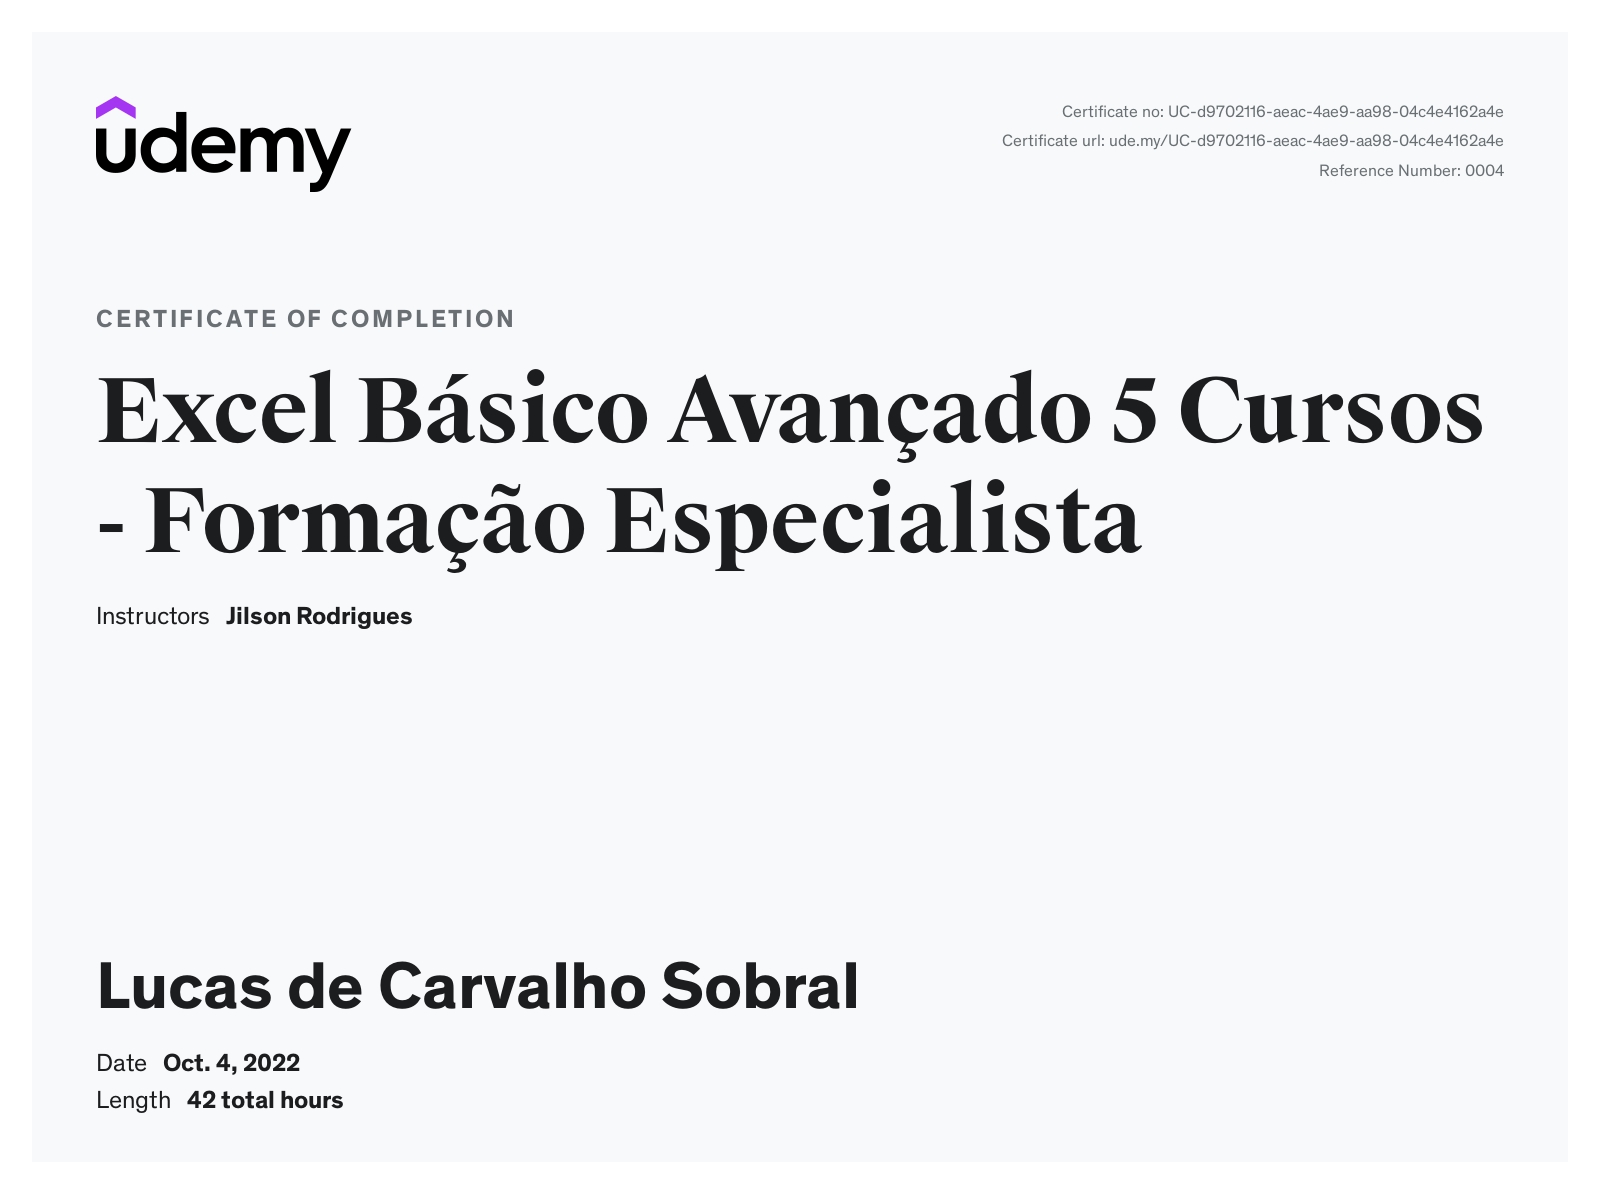 udemy
Certificate no: UC-d9702116-aeac-4ae9-aa98-04c4e4162a4e
Certificate url: ude.my/UC-d9702116-aeac-4ae9-aa98-04c4e4162a4e
Reference Number: 0004
CERTIFICATE OF COMPLETION
Excel Básico Avançado 5 Cursos
- Formação Especialista
Instructors Jilson Rodrigues
Lucas de Carvalho Sobral
Date Oct. 4, 2022
Length 42 total hours